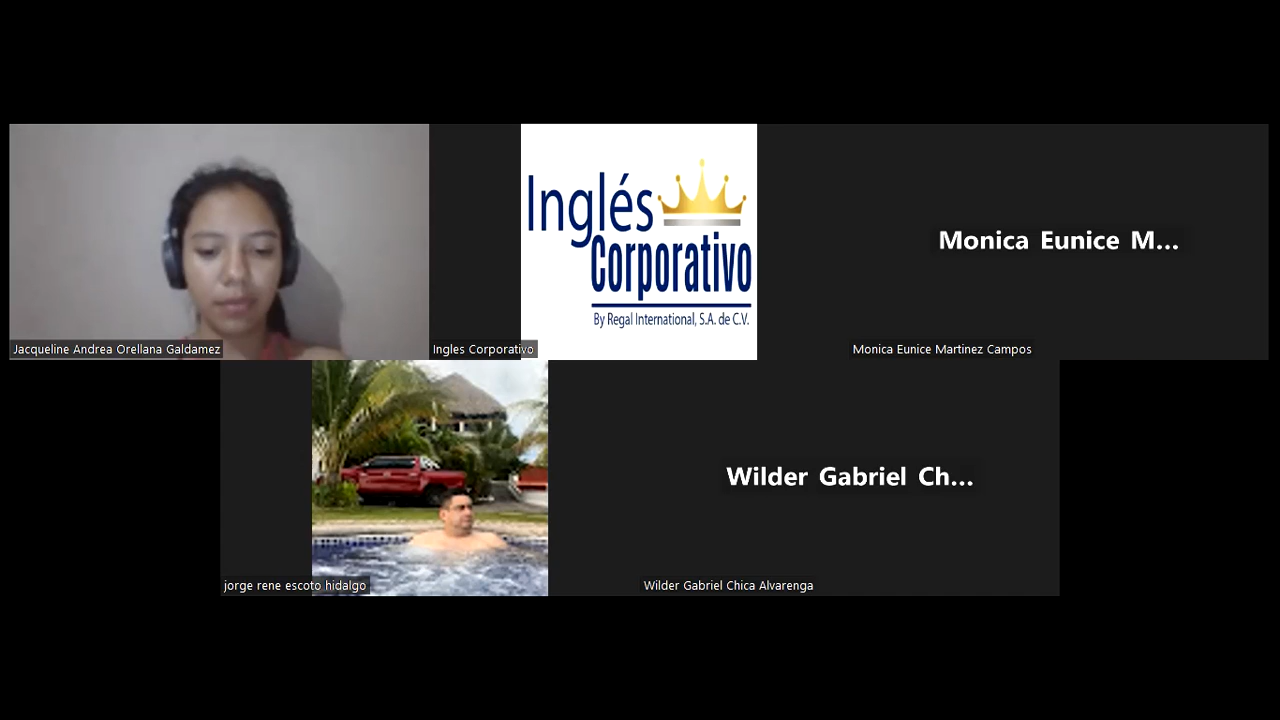 Inglés
Corporativo
By Regal International, S.A. de C.V.
Monica Eunice M...
Jacqueline Andrea Orellana Galdamez
Ingles Corporativo
Monica Eunice Martinez Campos
Wilder Gabriel Ch...
jorge rene escoto hidalgo
Wilder Gabriel Chica Alvarenga